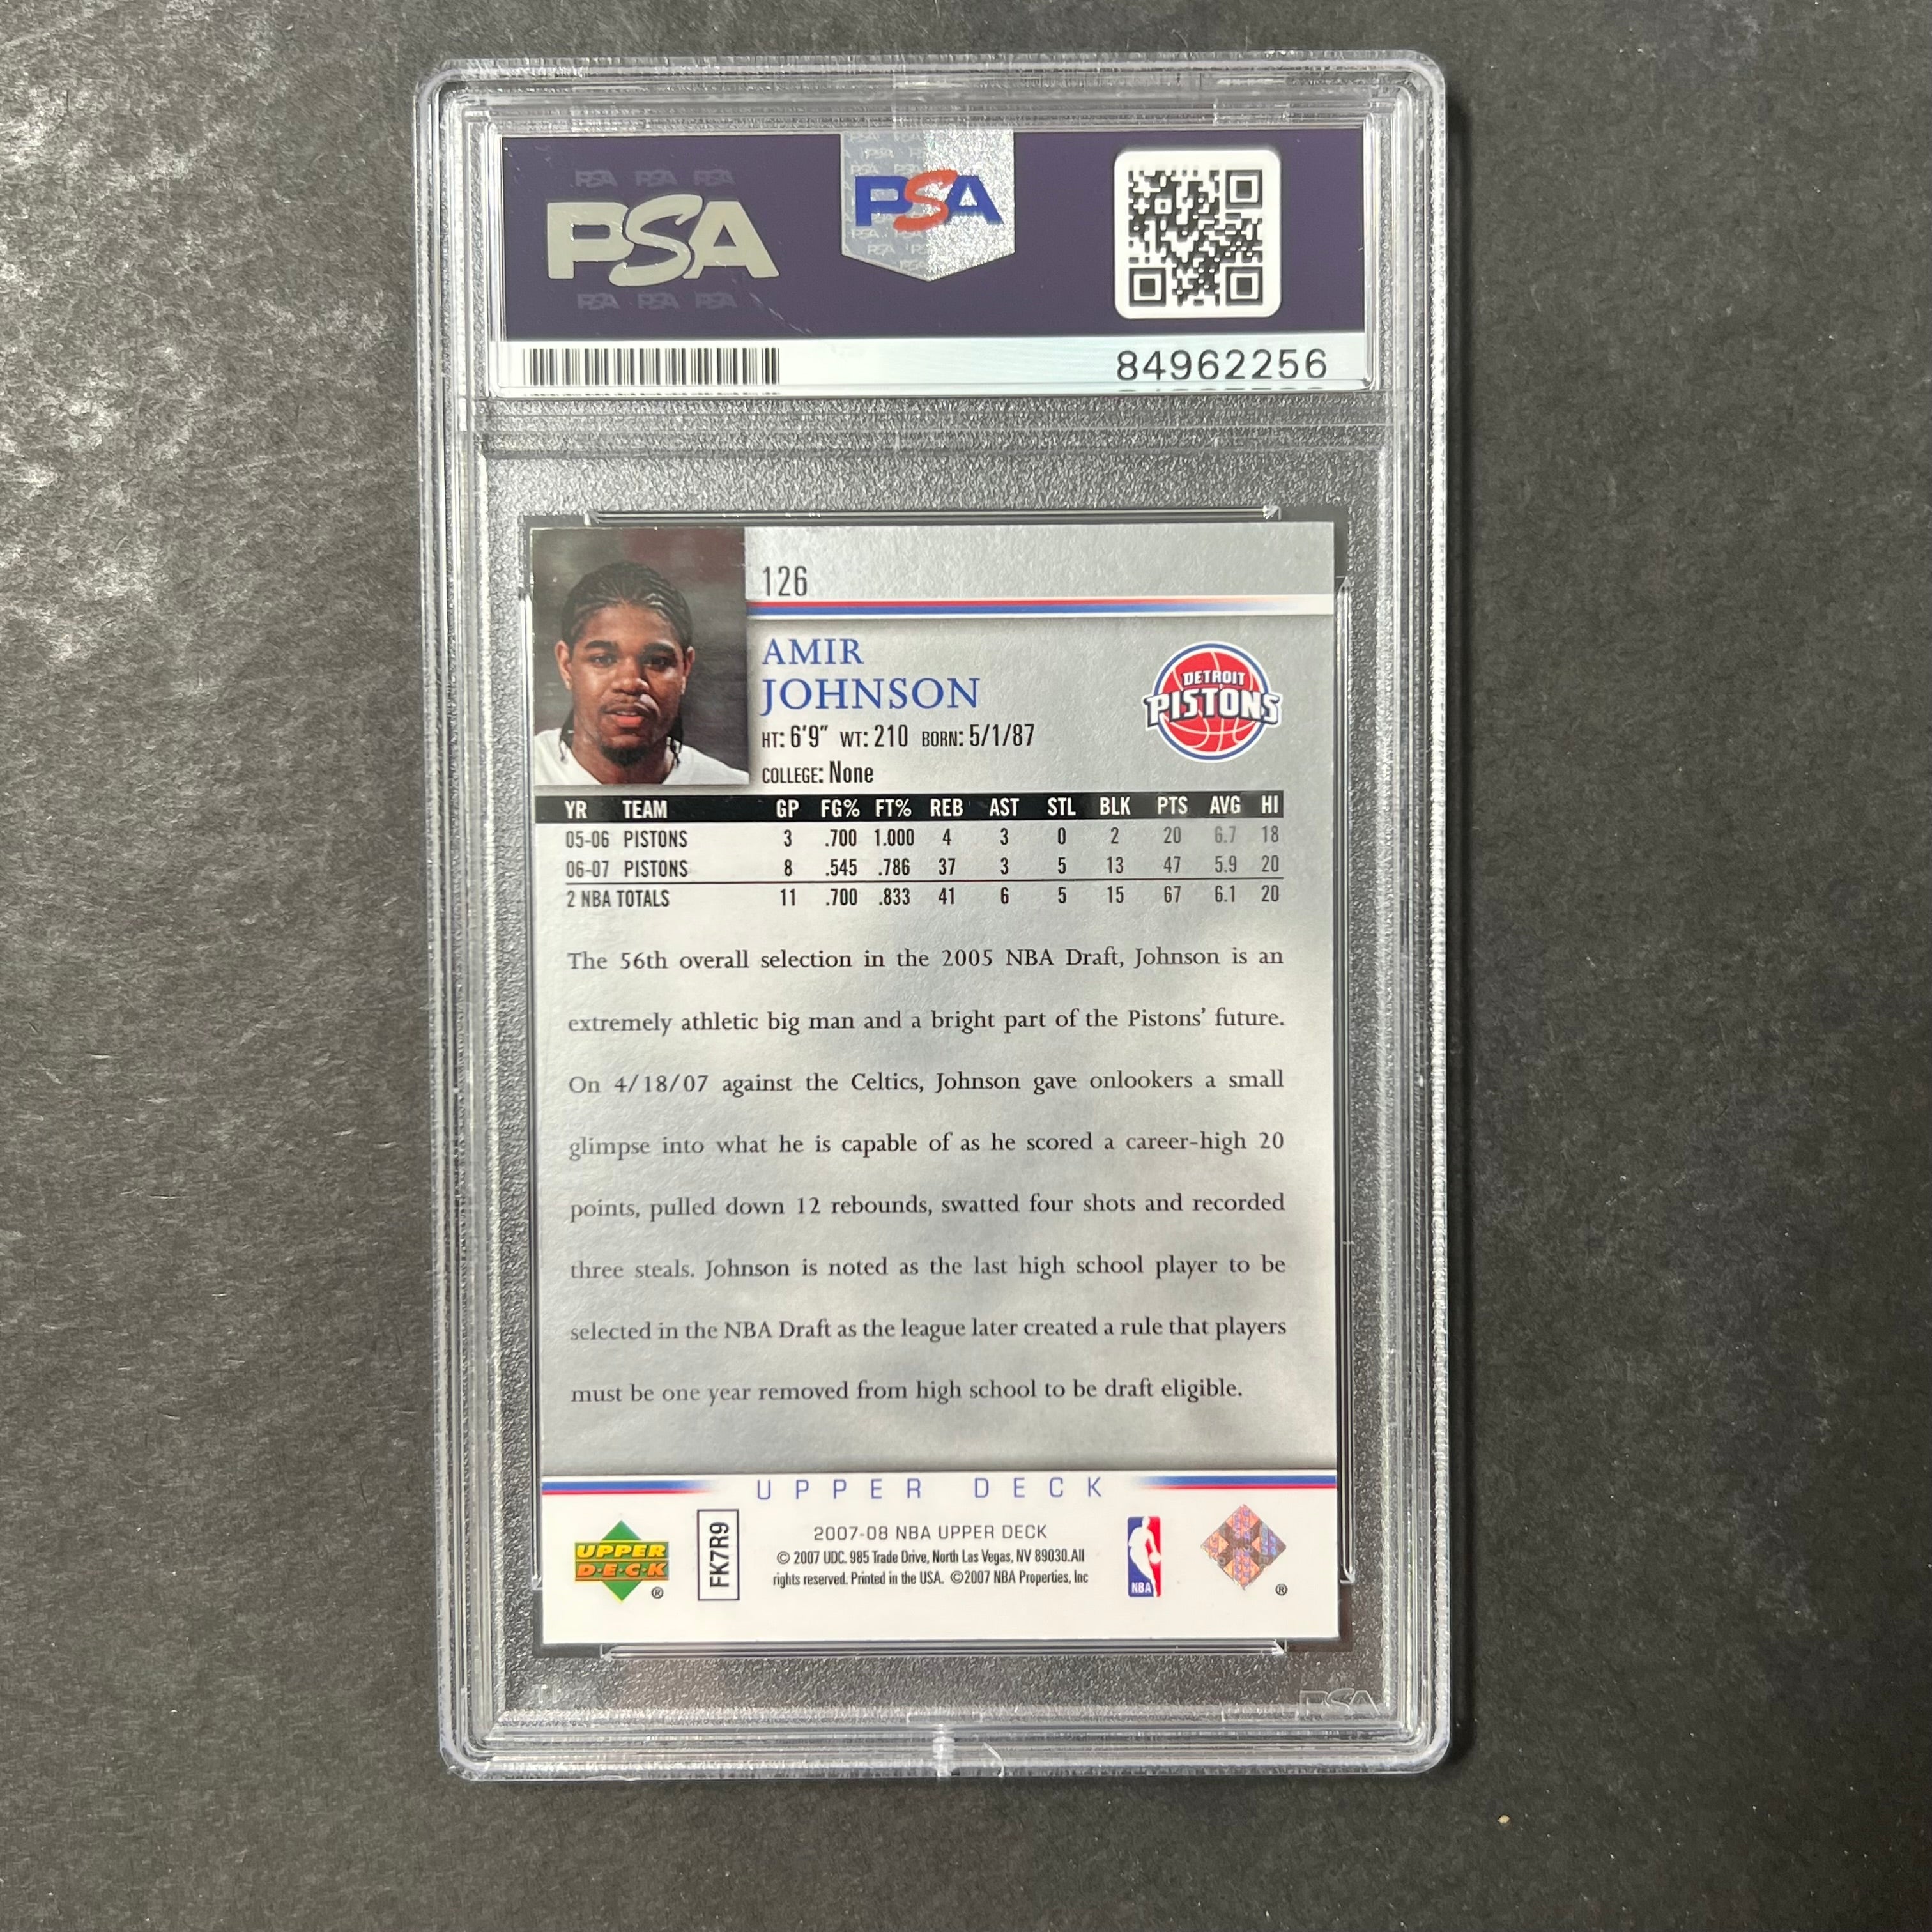 PSA PSA PSA
PSA
PSA PSA PSA
PSA
84962256
126
AMIR
JOHNSON
DETROIT
PISTONS
HT: 6'9" WT: 210 BORN: 5/1/87
COLLEGE: None
YR TEAM GP FG% FT% REB AST STL BLK PTS AVG HI
05-06 PISTONS 3 .700 1.000 4 3 0 2 20 6.7 18
06-07 PISTONS 8 .545 .786 37 3 5 13 47 5.9 20
2 NBA TOTALS 11 .700 .833 41 6 5 15 67 6.1 20
The 56th overall selection in the 2005 NBA Draft, Johnson is an
extremely athletic big man and a bright part of the Pistons' future.
On 4/18/07 against the Celtics, Johnson gave onlookers a small
glimpse into what he is capable of as he scored a career-high 20
points, pulled down 12 rebounds, swatted four shots and recorded
three steals. Johnson is noted as the last high school player to be
selected in the NBA Draft as the league later created a rule that players
must be one year removed from high school to be draft eligible.
UPPER DECK
UPPER
D·E·C·K
®
FK7R9
2007-08 NBA UPPER DECK
© 2007 UDC. 985 Trade Drive, North Las Vegas, NV 89030.All
rights reserved. Printed in the USA. ©2007 NBA Properties, Inc
NBA
®
PSA